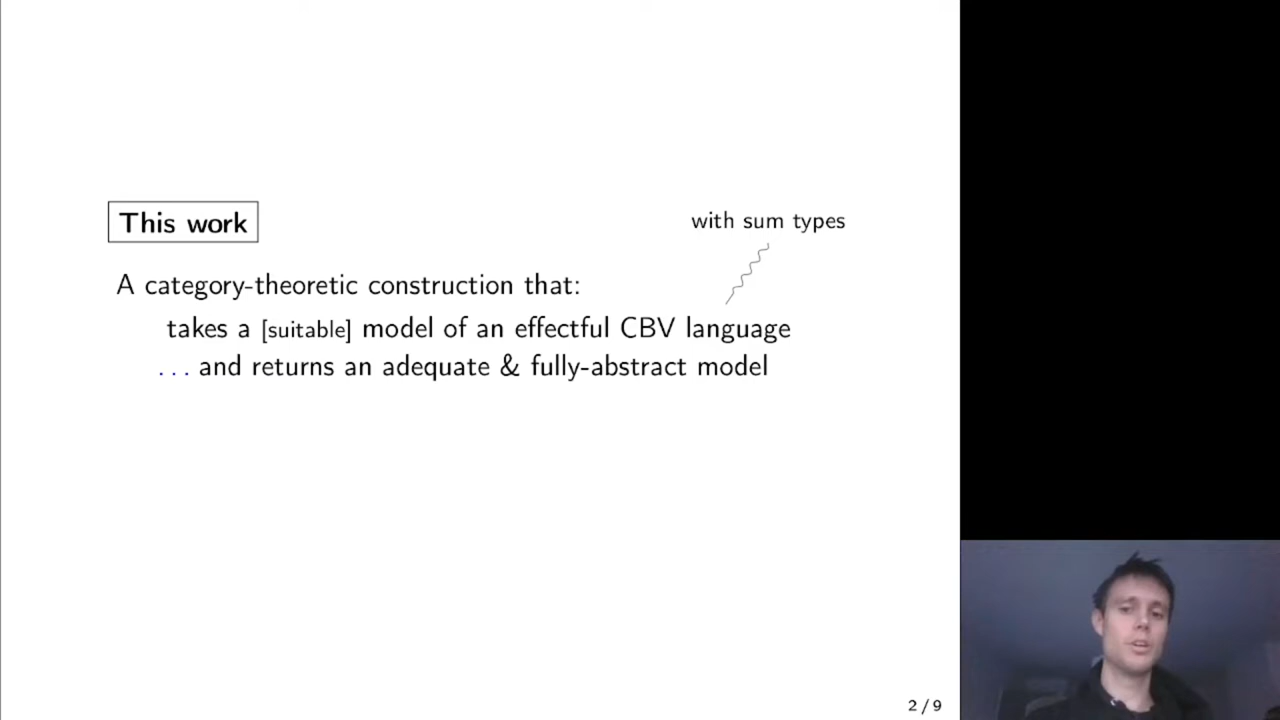 This work
with sum types
A category-theoretic construction that:
takes a [suitable] model of an effectful CBV language
... and returns an adequate & fully-abstract model
2 / 9